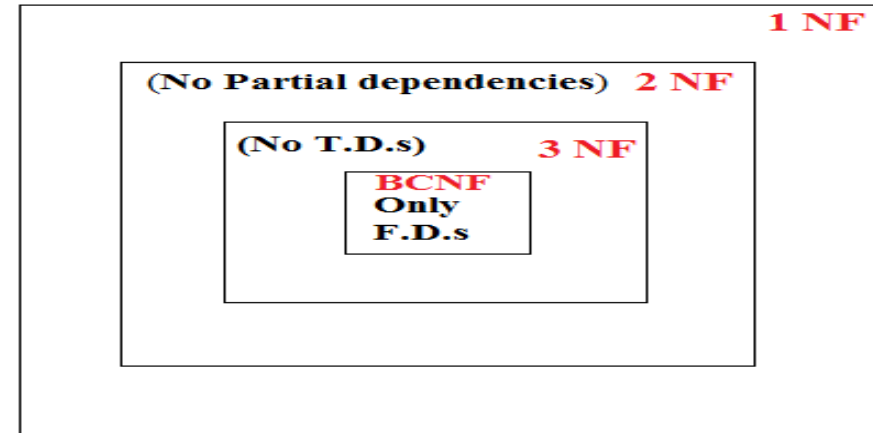 1 NF
(No Partial dependencies) 2 NF
(No T.D.s) 3 NF
BCNF
Only
F.D.s